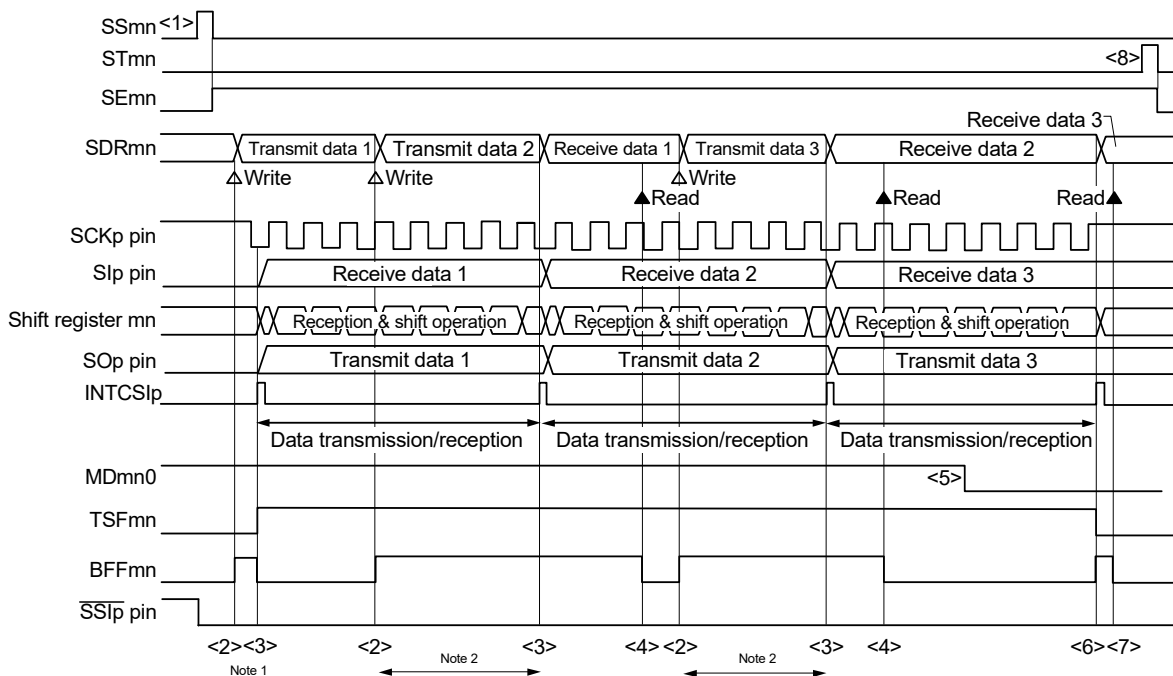 SSmn <1>
STmn <8>
SEmn
Receive data 3
SDRmn Transmit data 1 Transmit data 2 Receive data 1 Transmit data 3 Receive data 2
Write Write Write
Read Read Read
SCKp pin
SIp pin Receive data 1 Receive data 2 Receive data 3
Shift register mn Reception & shift operation Reception & shift operation Reception & shift operation
SOp pin Transmit data 1 Transmit data 2 Transmit data 3
INTCSIp
Data transmission/reception Data transmission/reception Data transmission/reception
MDmn0 <5>
TSFmn
BFFmn
SSIp pin
<2> <3> <2> <3> <4> <2> <3> <4> <6> <7>
Note 1 Note 2 Note 2